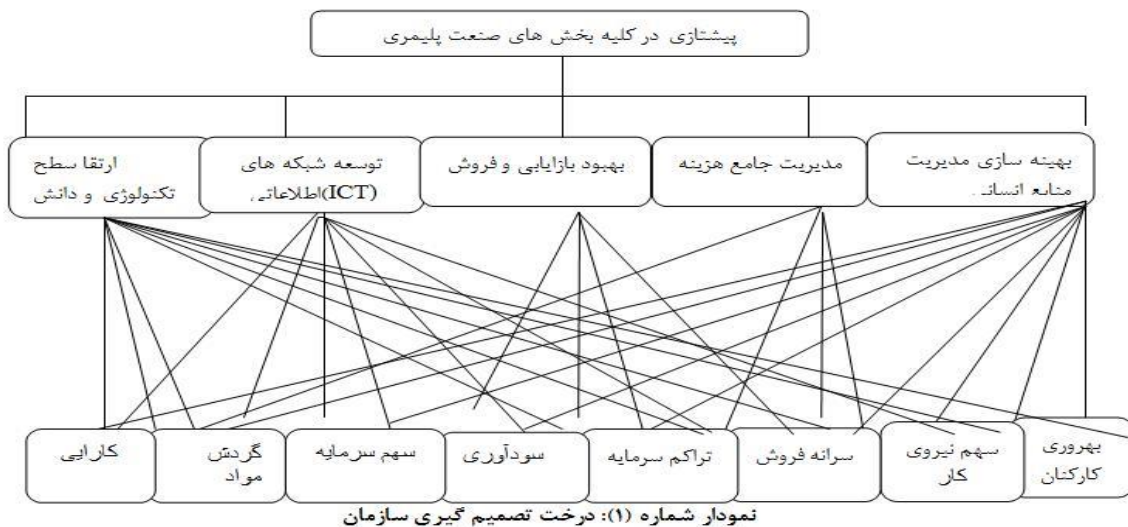 پیشتازی در کلیه بخش های صنعت پلیمری
بهینه سازی مدیریت
منابع انسانی
مدیریت جامع هزینه
بهبود بازایابی و فروش
توسعه شبکه های
اطلاعاتی(ICT)
ارتقا سطح
تکنولوژی و دانش
بهروری
کارکنان
سهم نیروی
کار
سرانه فروش
تراکم سرمایه
سودآوری
سهم سرمایه
گردش
مواد
کارایی
نمودار شماره (۱): درخت تصمیم گیری سازمان